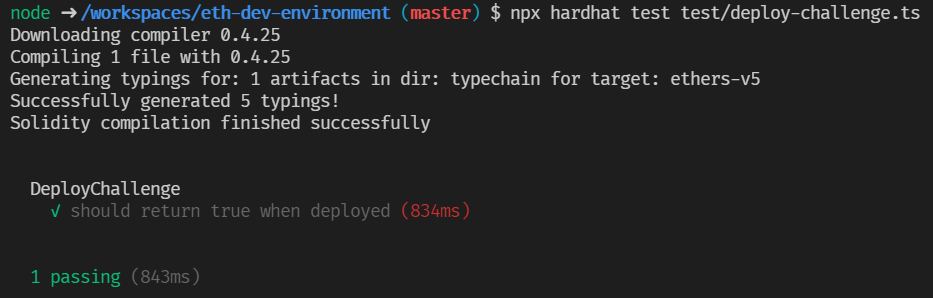 node ➜/workspaces/eth-dev-environment (master) $ npx hardhat test test/deploy-challenge.ts
Downloading compiler 0.4.25
Compiling 1 file with 0.4.25
Generating typings for: 1 artifacts in dir: typechain for target: ethers-v5
Successfully generated 5 typings!
Solidity compilation finished successfully
DeployChallenge
√ should return true when deployed (834ms)
1 passing (843ms)